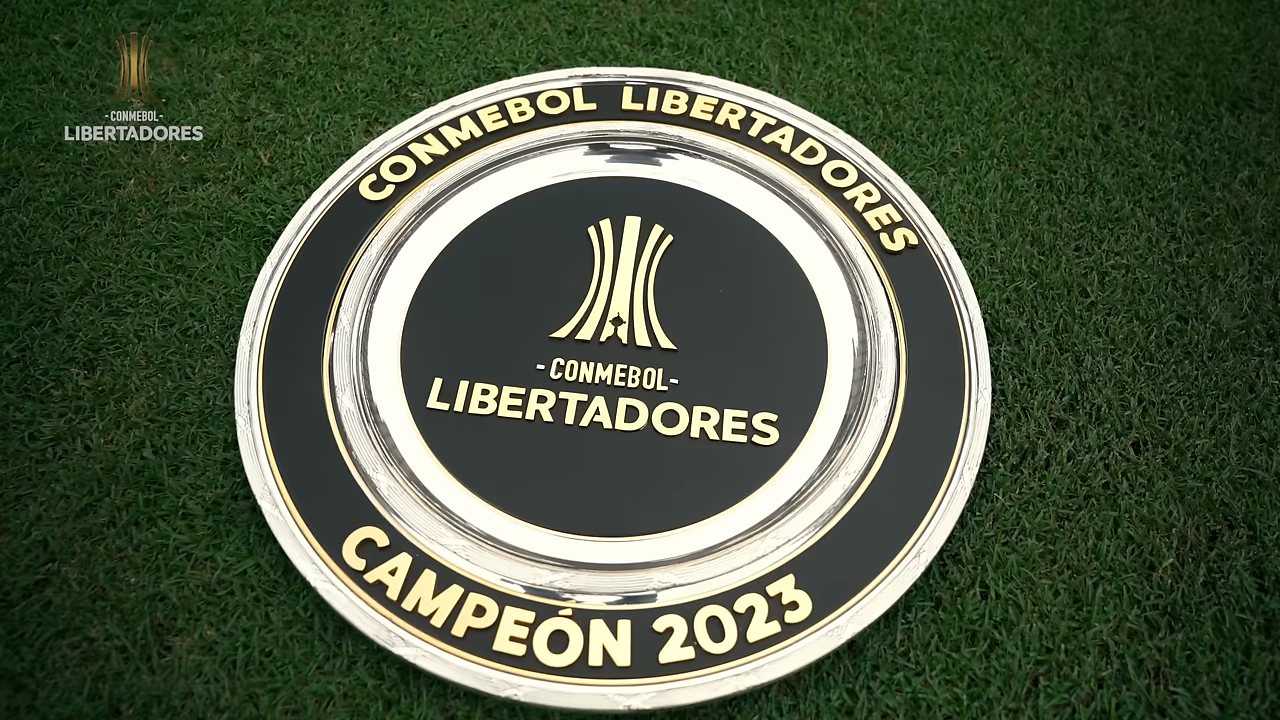 -CONMEBOL-
LIBERTADORES
CONMEBOL LIBERTADORES
-CONMEBOL-
LIBERTADORES
CAMPEÓN 2023